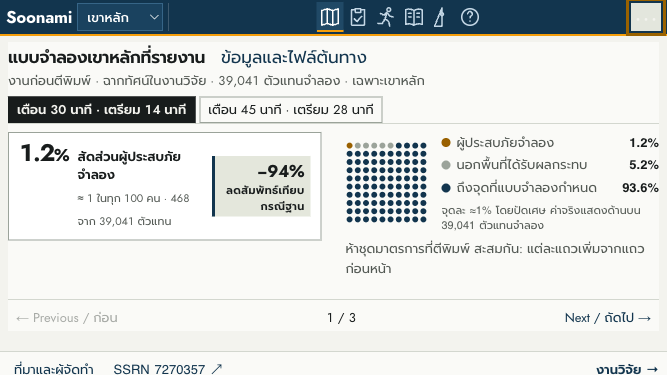 Soonami เขาหลัก
แบบจำลองเขาหลักที่รายงาน ข้อมูลและไฟล์ต้นทาง
งานก่อนตีพิมพ์ · ฉากทัศน์ในงานวิจัย · 39,041 ตัวแทนจำลอง · เฉพาะเขาหลัก
เตือน 30 นาที · เตรียม 14 นาที เตือน 45 นาที · เตรียม 28 นาที
1.2% สัดส่วนผู้ประสบภัย
จำลอง
≈ 1 ในทุก 100 คน · 468
จาก 39,041 ตัวแทน
−94%
ลดสัมพัทธ์เทียบ
กรณีฐาน
ผู้ประสบภัยจำลอง 1.2%
นอกพื้นที่ได้รับผลกระทบ 5.2%
ถึงจุดที่แบบจำลองกำหนด 93.6%
จุดละ ≈1% โดยปัดเศษ ค่าจริงแสดงด้านบน
39,041 ตัวแทนจำลอง
ห้าชุดมาตรการที่ตีพิมพ์ สะสมกัน: แต่ละแถวเพิ่มจากแถว
ก่อนหน้า
← Previous / ก่อน 1 / 3 Next / ถัดไป →
ที่มาและผู้จัดทำ SSRN 7270357 ↗ งานวิจัย →